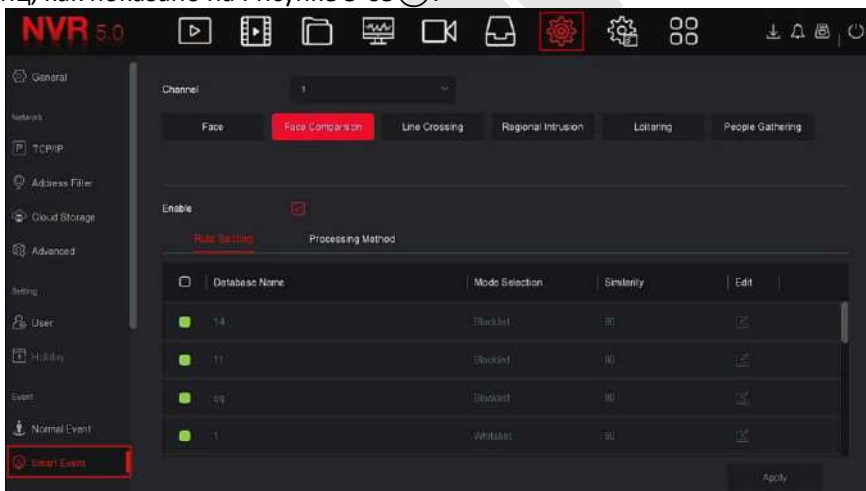 NVR 5.0
General
Channel
1
Network
Face
Face Comparison
Line Crossing
Regional Intrusion
Loitering
People Gathering
TCP/IP
Address Filter
Cloud Storage
Enable
Advanced
Rule Setting
Processing Method
Setting
Database Name
Mode Selection
Similarity
Edit
User
14
Blacklist
80
Holiday
11
Blacklist
80
Event
qq
Blacklist
80
Normal Event
1
Whitelist
80
Smart Event
Apply